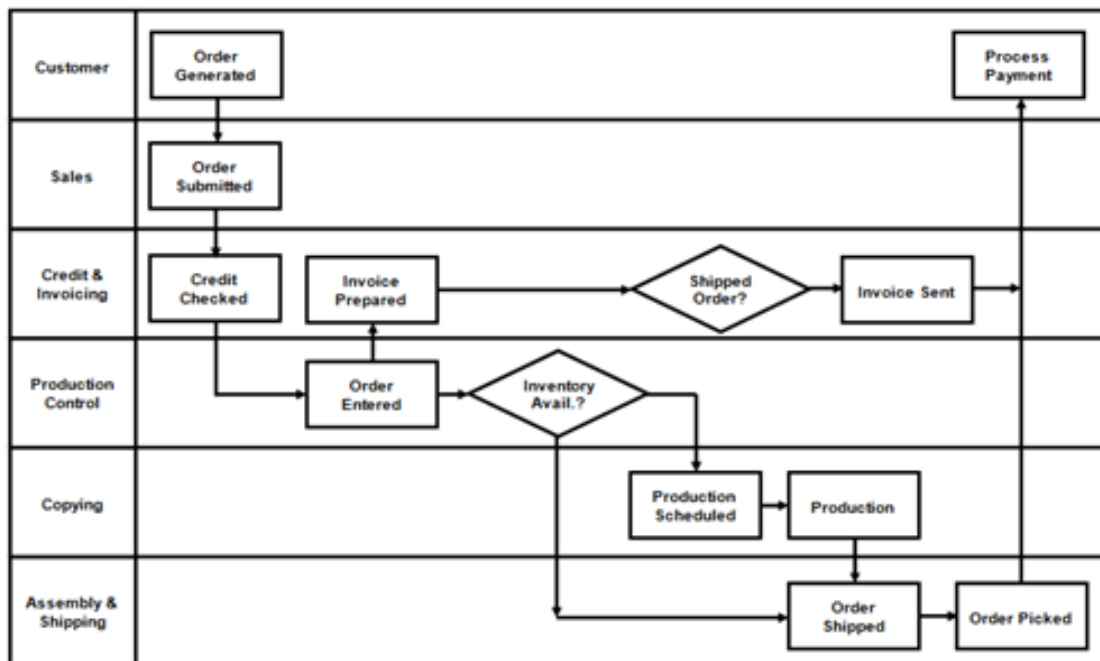 Customer
Order
Generated
Process
Payment
Sales
Order
Submitted
Credit &
Invoicing
Credit
Checked
Invoice
Prepared
Shipped
Order?
Invoice Sent
Production
Control
Order
Entered
Inventory
Avail.?
Copying
Production
Scheduled
Production
Assembly &
Shipping
Order
Shipped
Order Picked